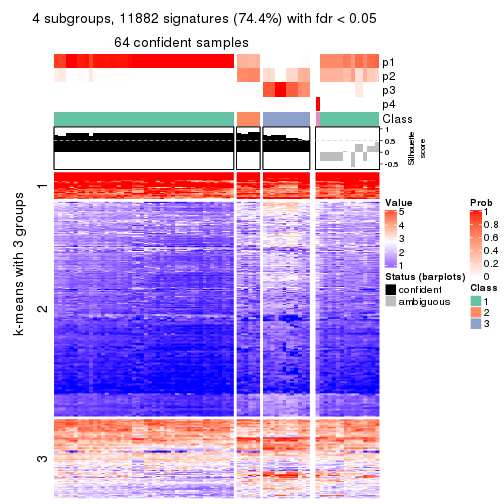 4 subgroups, 11882 signatures (74.4%) with fdr < 0.05
64 confident samples
p1
p2
p3
p4
Class
1
0.5
0
-0.5
Silhouette
score
k-means with 3 groups
1
2
3
Value
5
4
3
2
1
Status (barplots)
confident
ambiguous
Prob
1
0.8
0.6
0.4
0.2
0
Class
1
2
3